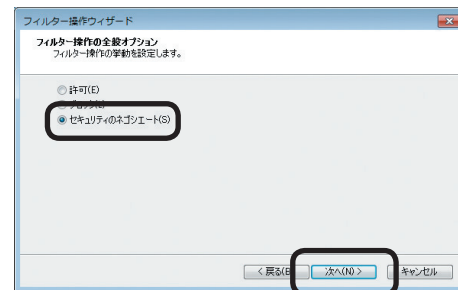 フィルター操作ウィザード
フィルター操作の全般オプション
フィルター操作の挙動を設定します。
許可(E)
セキュリティのネゴシエート(S)
< 戻る(B
次へ(N) >
キャンセル